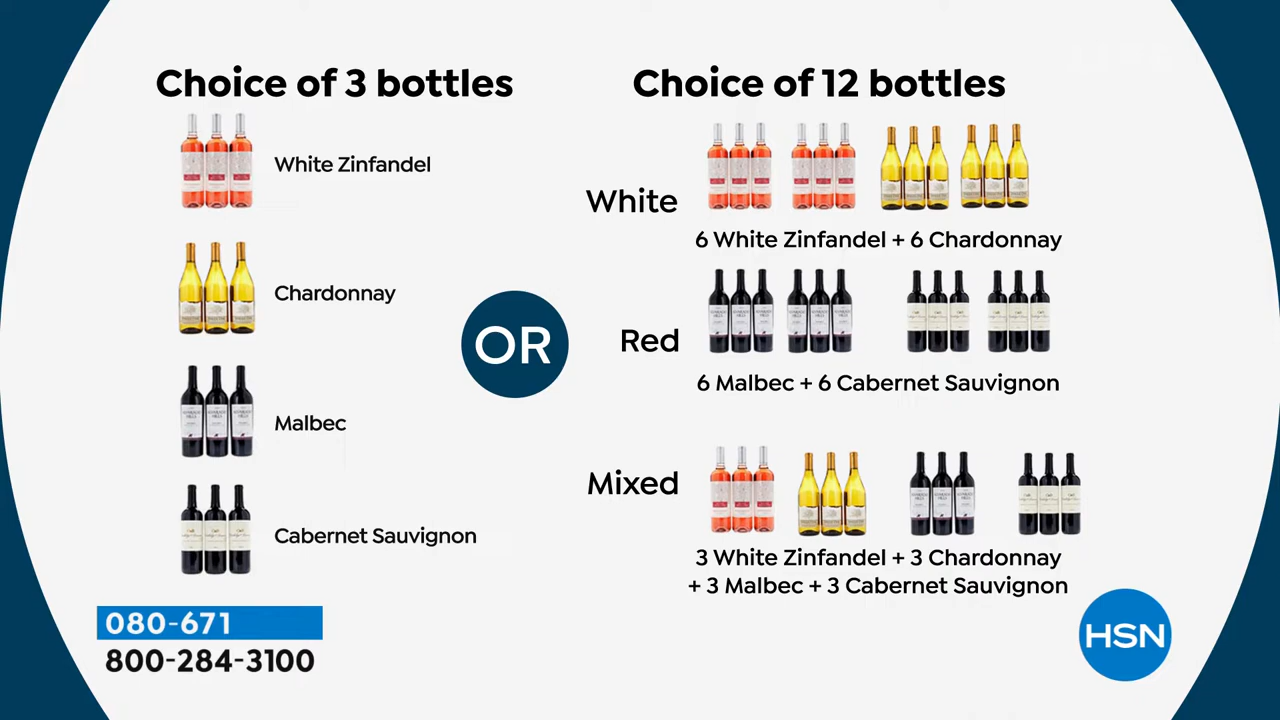 Choice of 3 bottles
White Zinfandel
Chardonnay
Malbec
Cabernet Sauvignon
OR
Choice of 12 bottles
White
6 White Zinfandel + 6 Chardonnay
Red
6 Malbec + 6 Cabernet Sauvignon
Mixed
3 White Zinfandel + 3 Chardonnay
+ 3 Malbec + 3 Cabernet Sauvignon
080-671
800-284-3100
HSN